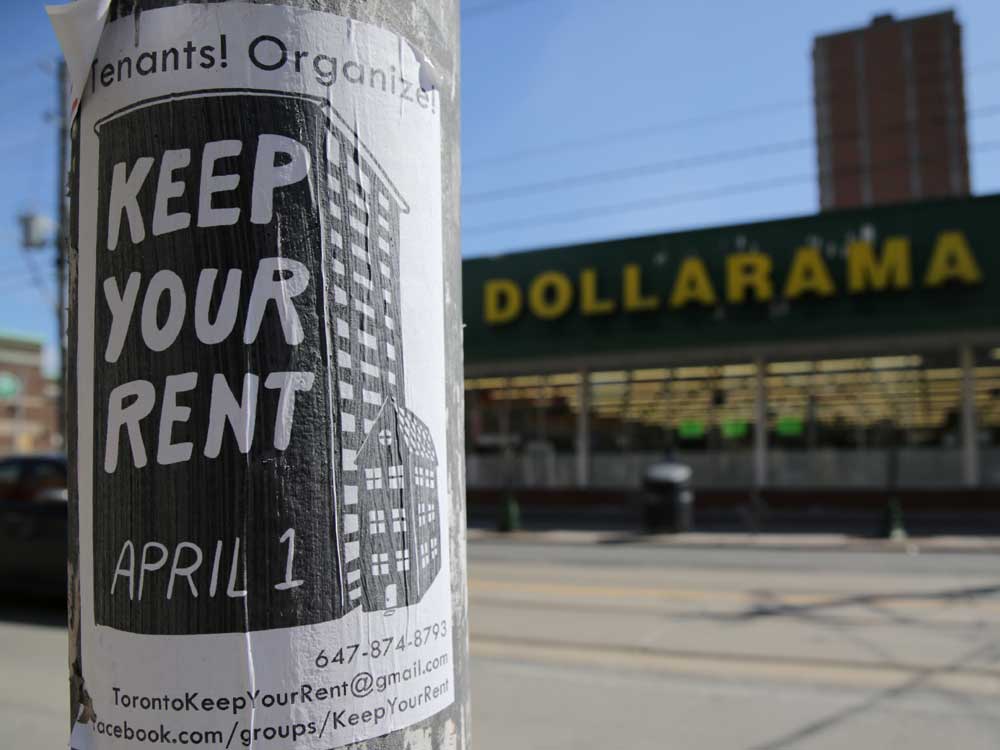 Tenants! Organize!
KEEP
YOUR
RENT
APRIL 1
647-874-8793
TorontoKeepYourRent@gmail.com
facebook.com/groups/KeepYourRent
DOLLARAMA